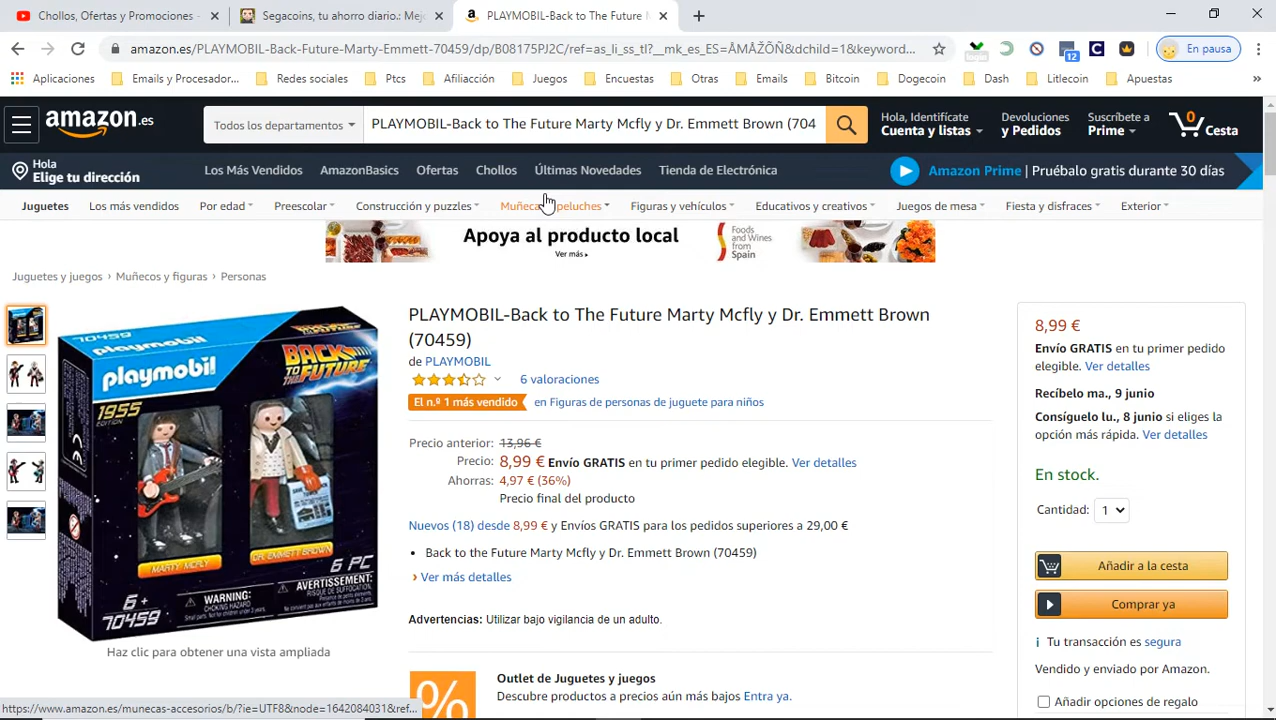 Chollos, Ofertas y Promociones -
Segacoins, tu ahorro diario.: Mejo
PLAYMOBIL-Back to The Future M
amazon.es/PLAYMOBIL-Back-Future-Marty-Emmett-70459/dp/B08175PJ2C/ref=as_li_ss_tl?__mk_es_ES=ÅMÅŽÕÑ&dchild=1&keyword...
12
En pausa
Aplicaciones
Emails y Procesador...
Redes sociales
Ptcs
Afiliacción
Juegos
Encuestas
Otras
Emails
Bitcoin
Dogecoin
Dash
Litlecoin
Apuestas
»
amazon.es
Todos los departamentos
PLAYMOBIL-Back to The Future Marty Mcfly y Dr. Emmett Brown (704
Hola, Identifícate
Cuenta y listas
Devoluciones
y Pedidos
Suscríbete a
Prime
0
Cesta
Hola
Elige tu dirección
Los Más Vendidos
AmazonBasics
Ofertas
Chollos
Últimas Novedades
Tienda de Electrónica
Amazon Prime | Pruébalo gratis durante 30 días
Juguetes
Los más vendidos
Por edad
Preescolar
Construcción y puzzles
peluches
Figuras y vehículos
Educativos y creativos
Juegos de mesa
Fiesta y disfraces
Exterior
Apoya al producto local
Ver más
Foods and Wines from Spain
Juguetes y juegos › Muñecos y figuras › Personas
70459
playmobil
BACK TO THE FUTURE
1955
EDITION
MARTY MCFLY
DR. EMMETT BROWN
6 PC
6+
70459
WARNING:
CHOKING HAZARD
AVERTISSEMENT:
Haz clic para obtener una vista ampliada
PLAYMOBIL-Back to The Future Marty Mcfly y Dr. Emmett Brown
(70459)
de PLAYMOBIL
6 valoraciones
El n.º 1 más vendido
en Figuras de personas de juguete para niños
Precio anterior: 13,96 €
Precio: 8,99 € Envío GRATIS en tu primer pedido elegible. Ver detalles
Ahorras: 4,97 € (36%)
Precio final del producto
Nuevos (18) desde 8,99 € y Envíos GRATIS para los pedidos superiores a 29,00 €
• Back to the Future Marty Mcfly y Dr. Emmett Brown (70459)
› Ver más detalles
Advertencias: Utilizar bajo vigilancia de un adulto.
%
Outlet de Juguetes y juegos
Descubre productos a precios aún más bajos Entra ya.
8,99 €
Envío GRATIS en tu primer pedido
elegible. Ver detalles
Recíbelo ma., 9 junio
Consíguelo lu., 8 junio si eliges la
opción más rápida. Ver detalles
En stock.
Cantidad: 1
Añadir a la cesta
Comprar ya
Tu transacción es segura
Vendido y enviado por Amazon.
Añadir opciones de regalo
https://www.amazon.es/munecas-accesorios/b/?ie=UTF8&node=1642084031&ref...